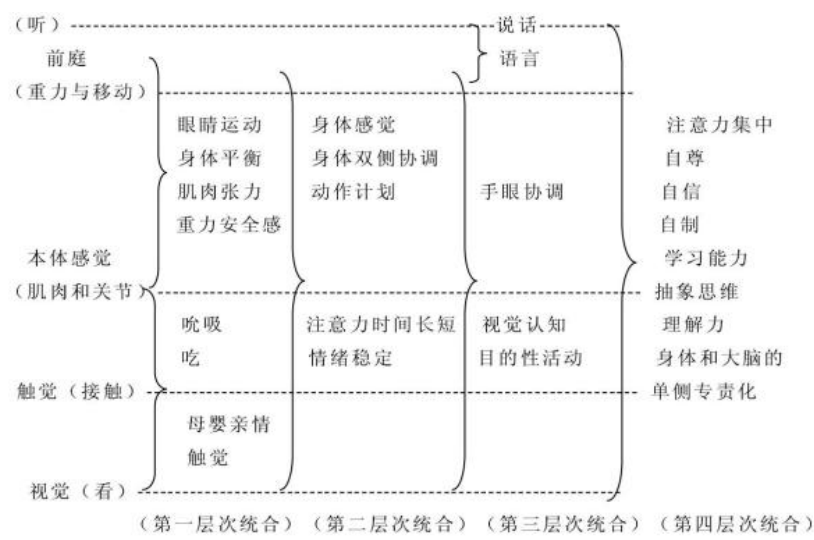 （听） 说话
前庭 语言
（重力与移动）
眼睛运动 身体感觉 注意力集中
身体平衡 身体双侧协调 自尊
肌肉张力 动作计划 手眼协调 自信
重力安全感 自制
本体感觉 学习能力
（肌肉和关节） 抽象思维
吮吸 注意力时间长短 视觉认知 理解力
吃 情绪稳定 目的性活动 身体和大脑的
触觉（接触） 单侧专责化
母婴亲情
触觉
视觉（看）
（第一层次统合） （第二层次统合） （第三层次统合） （第四层次统合）